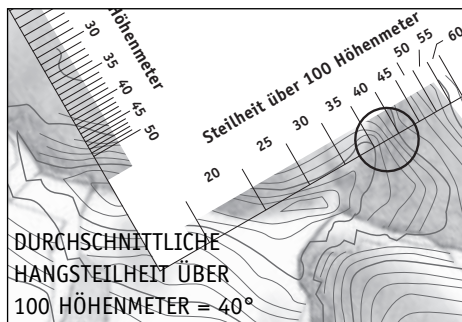 Höhenmeter
30
35
40
45
50
Steilheit über 100 Höhenmeter
20
25
30
35
40
45
50
55
60
DURCHSCHNITTLICHE
HANGSTEILHEIT ÜBER
100 HÖHENMETER = 40°